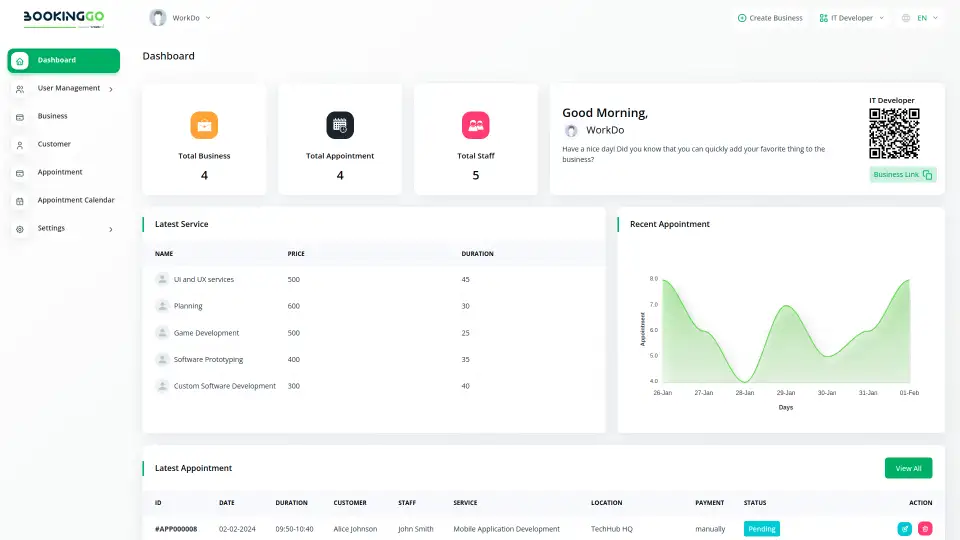 BOOKINGGO
WorkDo
Create Business
IT Developer
EN
Dashboard
User Management
Business
Customer
Appointment
Appointment Calendar
Settings
Dashboard
Total Business
4
Total Appointment
4
Total Staff
5
Good Morning,
WorkDo
Have a nice day! Did you know that you can quickly add your favorite thing to the
business?
IT Developer
Business Link
Latest Service
NAME PRICE DURATION
UI and UX services 500 45
Planning 600 30
Game Development 500 25
Software Prototyping 400 35
Custom Software Development 300 40
Recent Appointment
8.0
7.0
6.0
5.0
4.0
Appointment
26-Jan 27-Jan 28-Jan 29-Jan 30-Jan 31-Jan 01-Feb
Days
Latest Appointment
View All
ID DATE DURATION CUSTOMER STAFF SERVICE LOCATION PAYMENT STATUS ACTION
#APP000008 02-02-2024 09:50-10:40 Alice Johnson John Smith Mobile Application Development TechHub HQ manually Pending